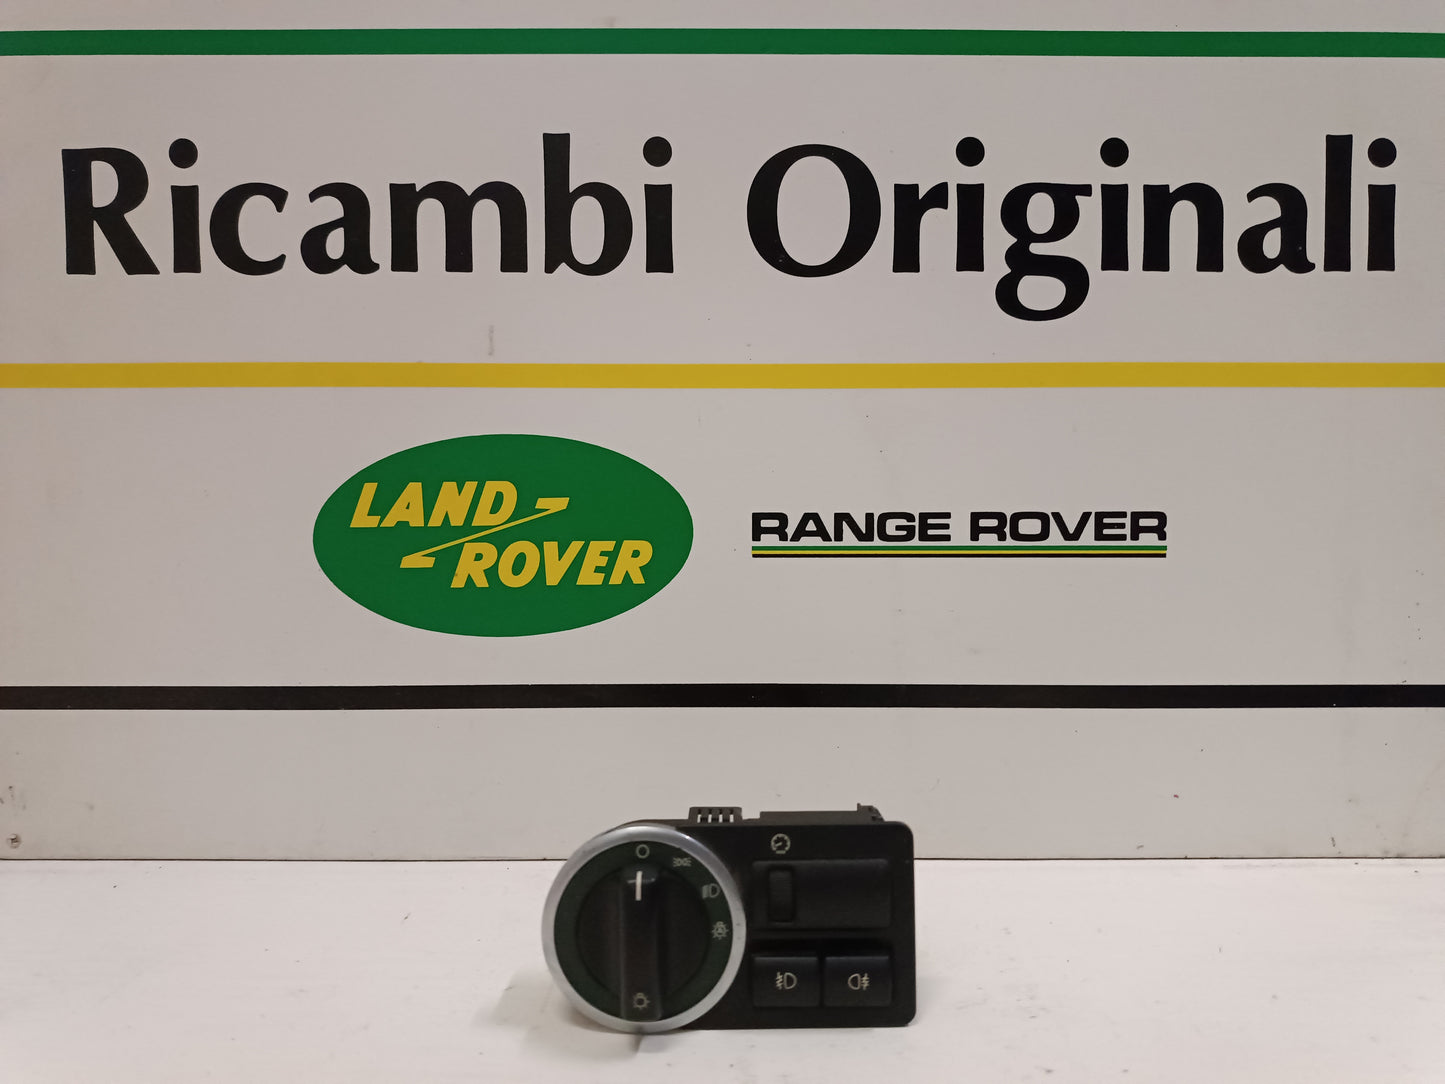 Ricambi Originali
LAND
ROVER
RANGE ROVER